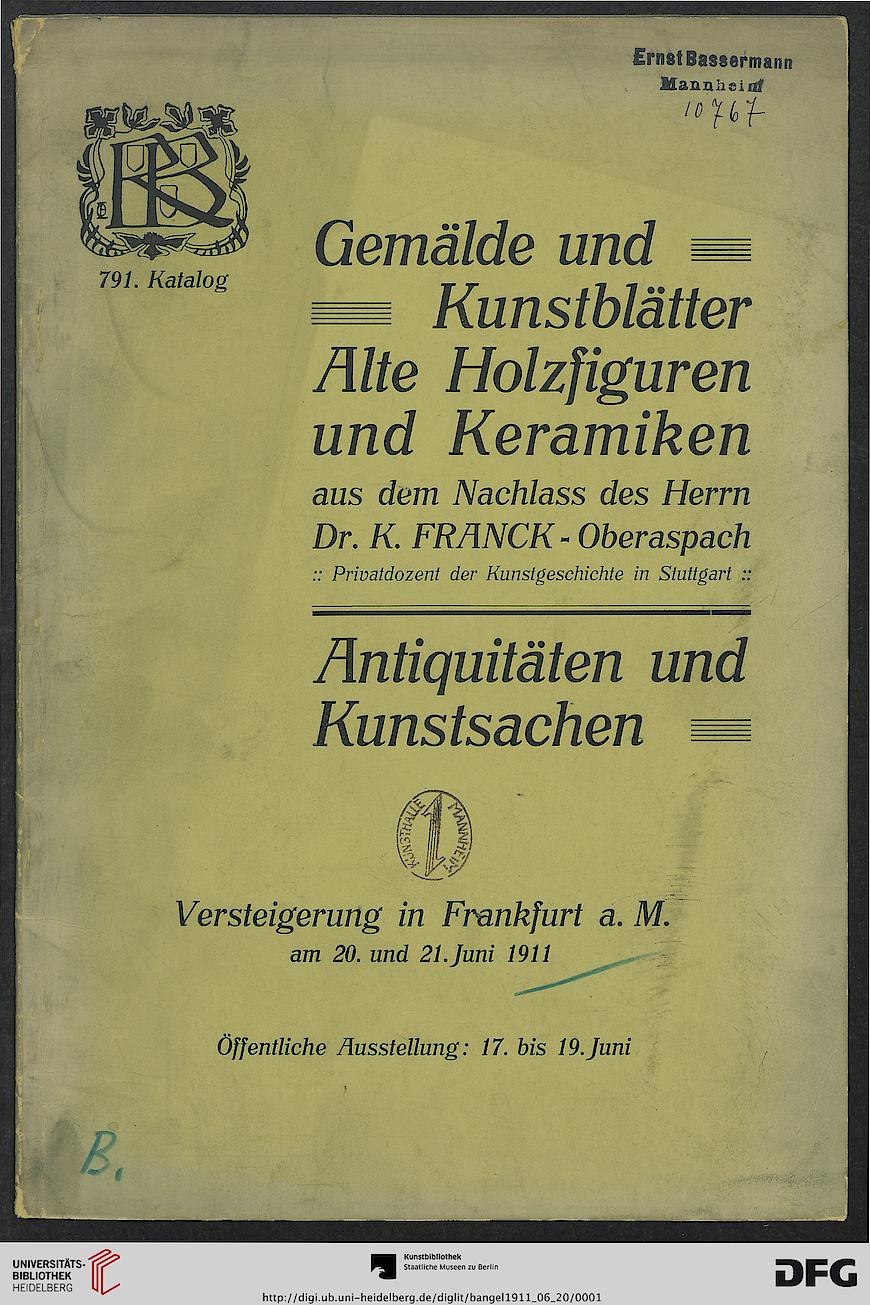 Ernst Bassermann
Mannheim
10767
RB
791. Katalog
Gemälde und
Kunstblätter
Alte Holzfiguren
und Keramiken
aus dem Nachlass des Herrn
Dr. K. FRANCK - Oberaspach
:: Privatdozent der Kunstgeschichte in Stuttgart ::
Antiquitäten und
Kunstsachen
KUNSTHALLE MANNHEIM
Versteigerung in Frankfurt a. M.
am 20. und 21. Juni 1911
Öffentliche Ausstellung: 17. bis 19. Juni
B.
UNIVERSITÄTS-
BIBLIOTHEK
HEIDELBERG
Kunstbibliothek
Staatliche Museen zu Berlin
DFG
http://digi.ub.uni-heidelberg.de/diglit/bangel1911_06_20/0001